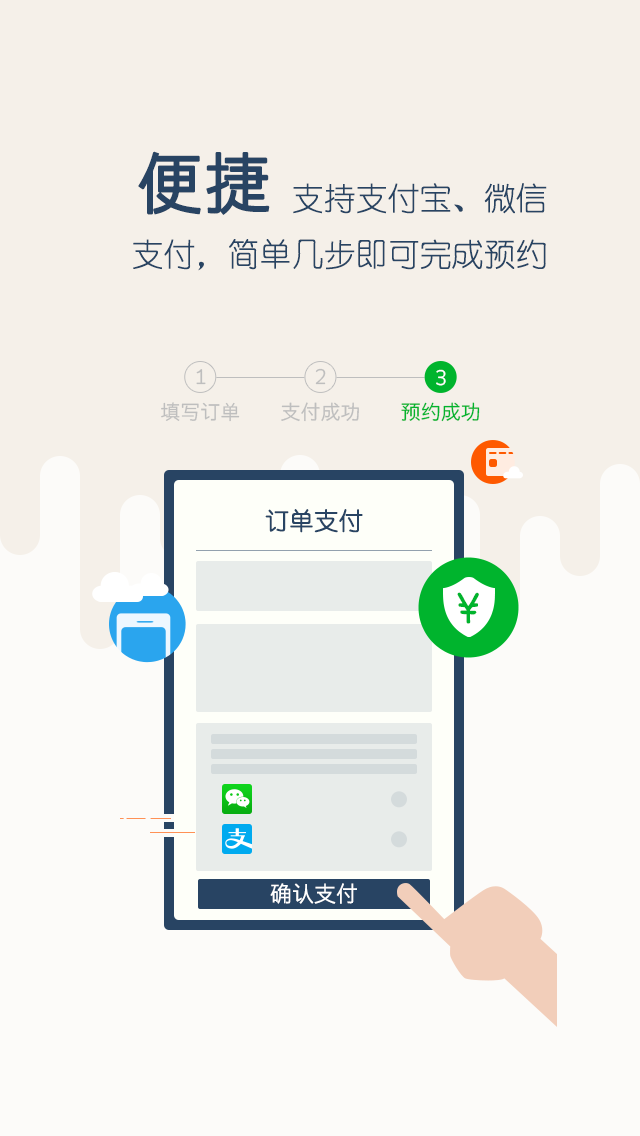 便捷 支持支付宝、微信
支付，简单几步即可完成预约
1 2 3
填写订单 支付成功 预约成功
订单支付
¥
支
确认支付